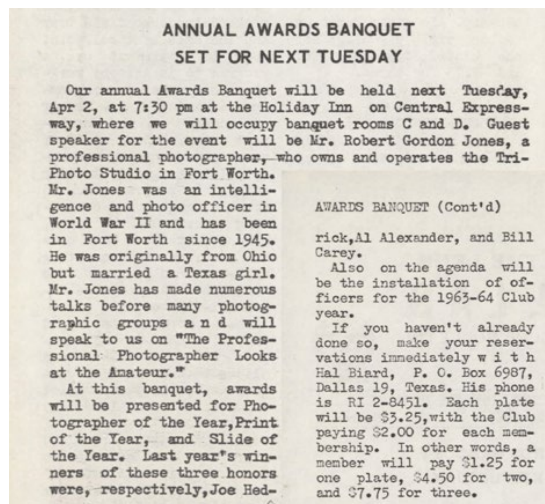 ANNUAL AWARDS BANQUET
SET FOR NEXT TUESDAY
Our annual Awards Banquet will be held next Tuesday,
Apr 2, at 7:30 pm at the Holiday Inn on Central Express-
way, where we will occupy banquet rooms C and D. Guest
speaker for the event will be Mr. Robert Gordon Jones, a
professional photographer, who owns and operates the Tri-
Photo Studio in Fort Worth.
Mr. Jones was an intelli-
gence and photo officer in
World War II and has been
in Fort Worth since 1945.
He was originally from Ohio
but married a Texas girl.
Mr. Jones has made numerous
talks before many photog-
raphic groups a n d will
speak to us on "The Profes-
sional Photographer Looks
at the Amateur."
At this banquet, awards
will be presented for Pho-
tographer of the Year,Print
of the Year, and Slide of
the Year. Last year's win-
ners of these three honors
were, respectively,Joe Hed-
AWARDS BANQUET (Cont'd)
rick,Al Alexander, and Bill
Carey.
Also on the agenda will
be the installation of of-
ficers for the 1963-64 Club
year.
If you haven't already
done so, make your reser-
vations immediately w i t h
Hal Biard, P. O. Box 6987,
Dallas 19, Texas. His phone
is RI 2-8451. Each plate
will be $3.25,with the Club
paying $2.00 for each mem-
bership. In other words, a
member will pay $1.25 for
one plate, $4.50 for two,
and $7.75 for three.